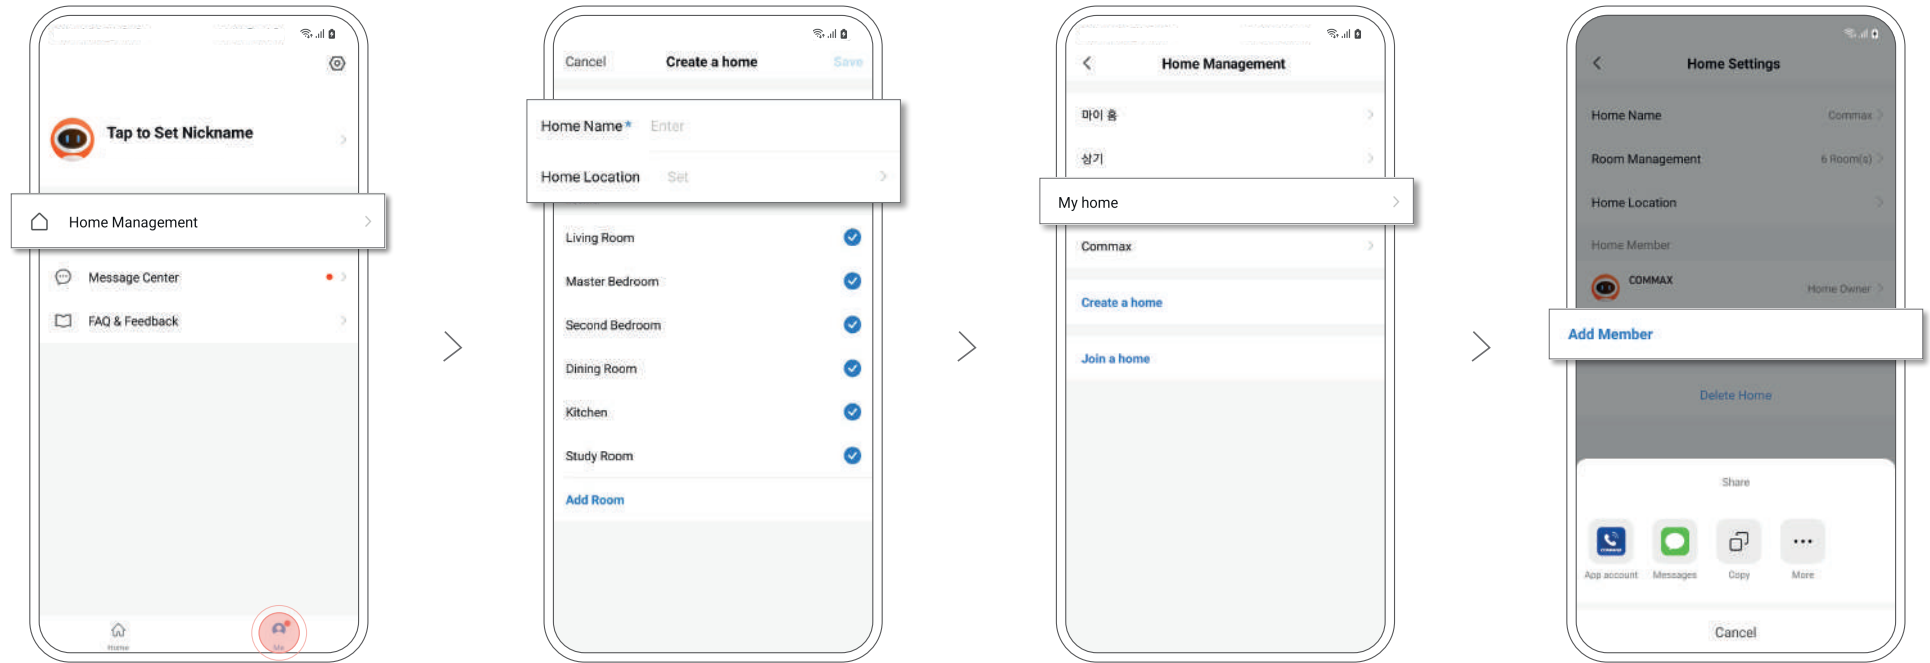 Tap to Set Nickname
Home Management
Message Center
FAQ & Feedback
Home
Me
Cancel Create a home Save
Home Name* Enter
Home Location Set
Living Room
Master Bedroom
Second Bedroom
Dining Room
Kitchen
Study Room
Add Room
Home Management
마이 홈
상기
My home
Commax
Create a home
Join a home
Home Settings
Home Name Commax
Room Management 6 Room(s)
Home Location
Home Member
COMMAX
Home Owner
Add Member
Delete Home
Share
COMMAX
App account Messages Copy More
Cancel